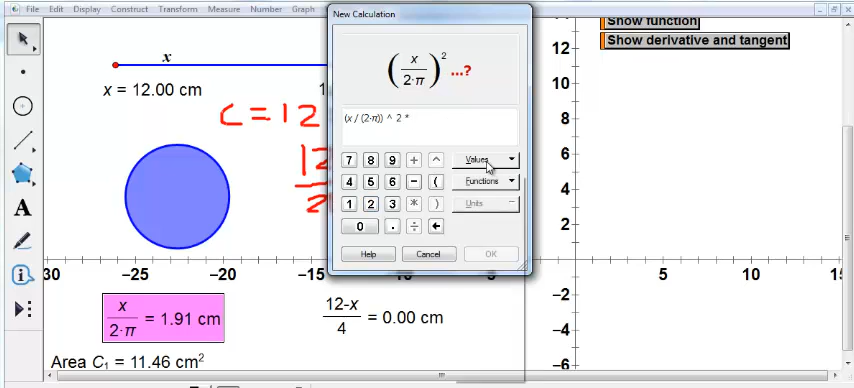 File Edit Display Construct Transform Measure Number Graph
New Calculation
Show function
Show derivative and tangent
x
x = 12.00 cm
C = 12
12
2
(x / 2·π)^2 ...?
(x / (2·π)) ^ 2 *
7 8 9 + ^ Values
4 5 6 − ( Functions
1 2 3 * ) Units
0 . ÷
Help Cancel OK
A
12
10
8
6
4
2
−2
−4
−6
30 −25 −20 −10 5 10 15
x / 2·π = 1.91 cm
12-x / 4 = 0.00 cm
Area C₁ = 11.46 cm²